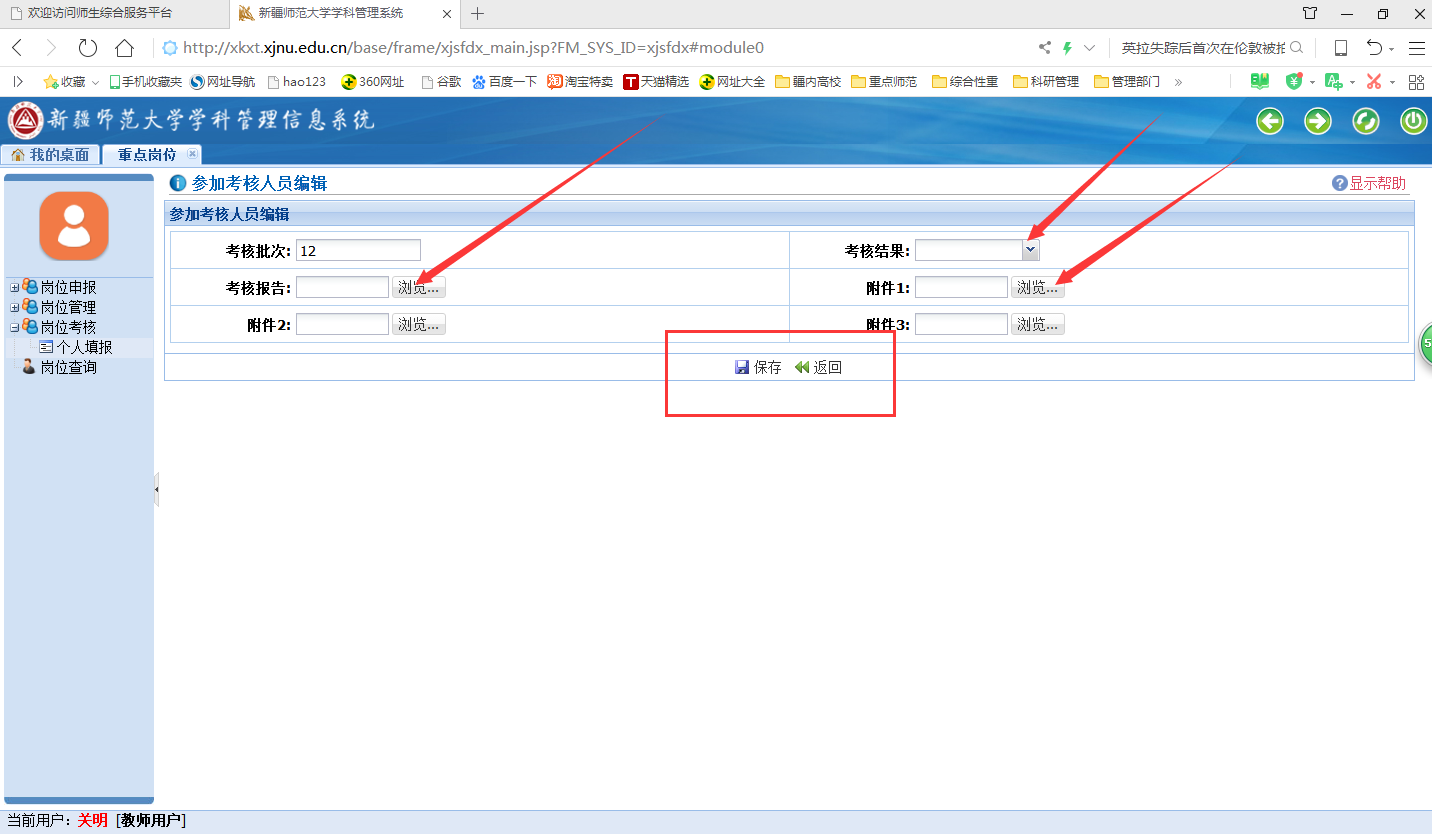 欢迎访问师生综合服务平台
新疆师范大学学科管理系统
http://xkxt.xjnu.edu.cn/base/frame/xjsfdx_main.jsp?FM_SYS_ID=xjsfdx#module0
英拉失踪后首次在伦敦被拍
收藏 手机收藏夹 网址导航 hao123 360网址 谷歌 百度一下 淘宝特卖 天猫精选 网址大全 疆内高校 重点师范 综合性重 科研管理 管理部门 »
新疆师范大学学科管理信息系统
我的桌面 重点岗位
参加考核人员编辑 显示帮助
参加考核人员编辑
考核批次: 12 考核结果:
考核报告: 浏览... 附件1: 浏览...
附件2: 浏览... 附件3: 浏览...
保存 返回
岗位申报
岗位管理
岗位考核
个人填报
岗位查询
5
当前用户: 关明 [教师用户]